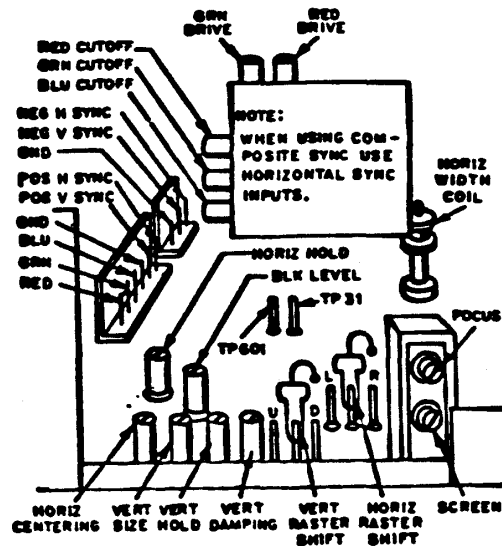 GRN
DRIVE
RED
DRIVE
RED CUTOFF
GRN CUTOFF
BLU CUTOFF
NEG H SYNC
NEG V SYNC
GND
POS H SYNC
POS V SYNC
GND
BLU
GRN
RED
NOTE:
WHEN USING COM-
POSITE SYNC USE
HORIZONTAL SYNC
INPUTS.
HORIZ
WIDTH
COIL
HORIZ HOLD
BLK LEVEL
TP 31
TP601
FOCUS
L
R
U
D
HORIZ
CENTERING
VERT
SIZE
VERT
HOLD
VERT
DAMPING
VERT
RASTER
SHIFT
HORIZ
RASTER
SHIFT
SCREEN